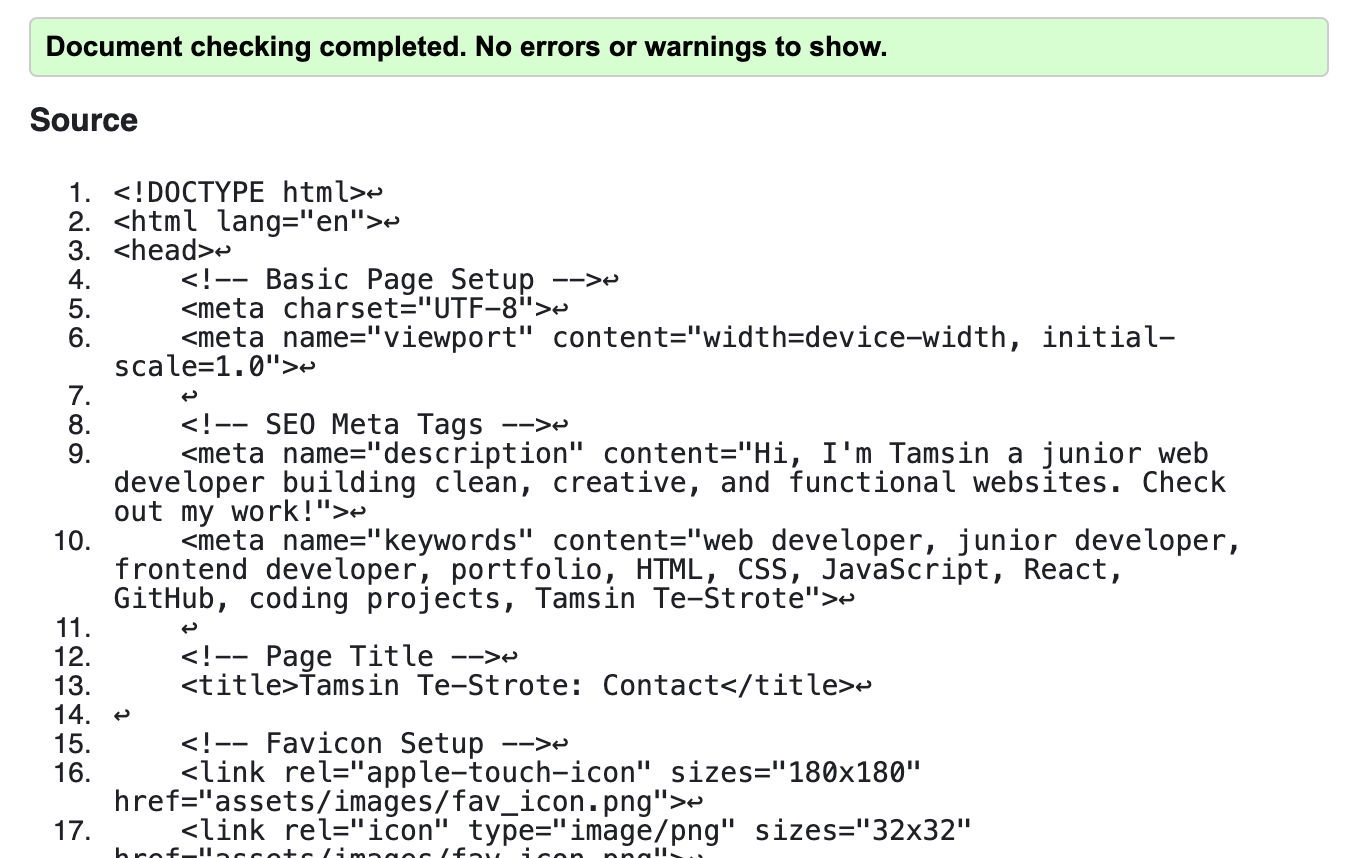 Document checking completed. No errors or warnings to show.
Source
1. <!DOCTYPE html>↩
2. <html lang="en">↩
3. <head>↩
4.     <!-- Basic Page Setup -->↩
5.     <meta charset="UTF-8">↩
6.     <meta name="viewport" content="width=device-width, initial-
scale=1.0">↩
7.     ↩
8.     <!-- SEO Meta Tags -->↩
9.     <meta name="description" content="Hi, I'm Tamsin a junior web
developer building clean, creative, and functional websites. Check
out my work!">↩
10.     <meta name="keywords" content="web developer, junior developer,
frontend developer, portfolio, HTML, CSS, JavaScript, React,
GitHub, coding projects, Tamsin Te-Strote">↩
11.     ↩
12.     <!-- Page Title -->↩
13.     <title>Tamsin Te-Strote: Contact</title>↩
14. ↩
15.     <!-- Favicon Setup -->↩
16.     <link rel="apple-touch-icon" sizes="180x180"
href="assets/images/fav_icon.png">↩
17.     <link rel="icon" type="image/png" sizes="32x32"
href="assets/images/fav_icon.png">↩